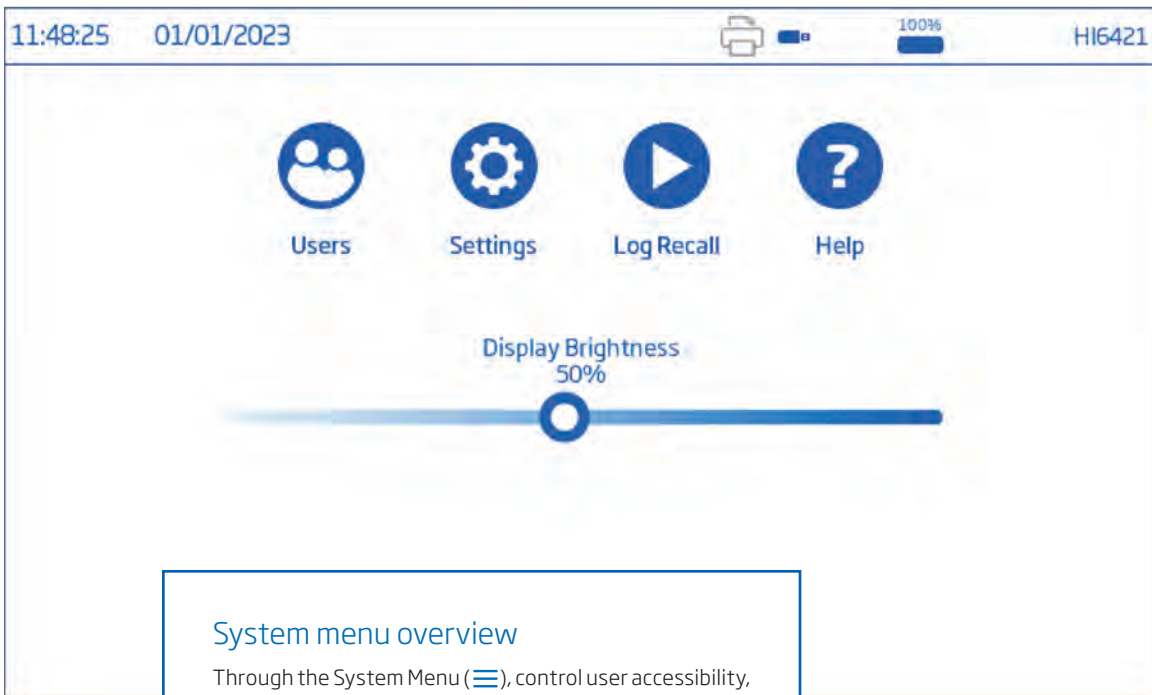 11:48:25 01/01/2023 100% HI6421
?
Users Settings Log Recall Help
Display Brightness
50%
System menu overview
Through the System Menu (☰), control user accessibility,